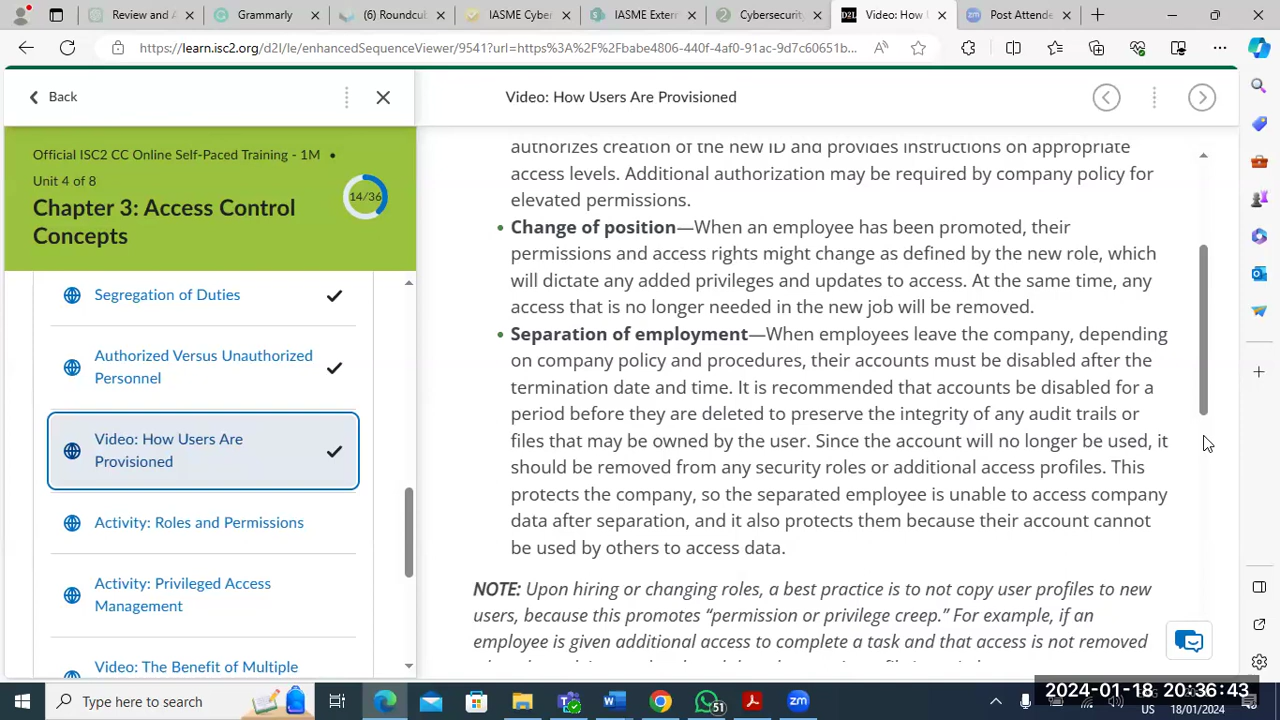 Review and A
Grammarly
(6) Roundcub
IASME Cyber
IASME Extern
Cybersecurity
D2L
Video: How U
Post Attende
https://learn.isc2.org/d2l/le/enhancedSequenceViewer/9541?url=https%3A%2F%2Fbabe4806-440f-4af0-91ac-9d7c60651b...
Back
Video: How Users Are Provisioned
Official ISC2 CC Online Self-Paced Training - 1M •
Unit 4 of 8
Chapter 3: Access Control
Concepts
14/36
Segregation of Duties
Authorized Versus Unauthorized
Personnel
Video: How Users Are
Provisioned
Activity: Roles and Permissions
Activity: Privileged Access
Management
Video: The Benefit of Multiple
authorizes creation of the new ID and provides instructions on appropriate
access levels. Additional authorization may be required by company policy for
elevated permissions.
• Change of position—When an employee has been promoted, their
permissions and access rights might change as defined by the new role, which
will dictate any added privileges and updates to access. At the same time, any
access that is no longer needed in the new job will be removed.
• Separation of employment—When employees leave the company, depending
on company policy and procedures, their accounts must be disabled after the
termination date and time. It is recommended that accounts be disabled for a
period before they are deleted to preserve the integrity of any audit trails or
files that may be owned by the user. Since the account will no longer be used, it
should be removed from any security roles or additional access profiles. This
protects the company, so the separated employee is unable to access company
data after separation, and it also protects them because their account cannot
be used by others to access data.
NOTE: Upon hiring or changing roles, a best practice is to not copy user profiles to new
users, because this promotes “permission or privilege creep.” For example, if an
employee is given additional access to complete a task and that access is not removed
Type here to search
51
zm
2024-01-18 20:36:43
US
18/01/2024